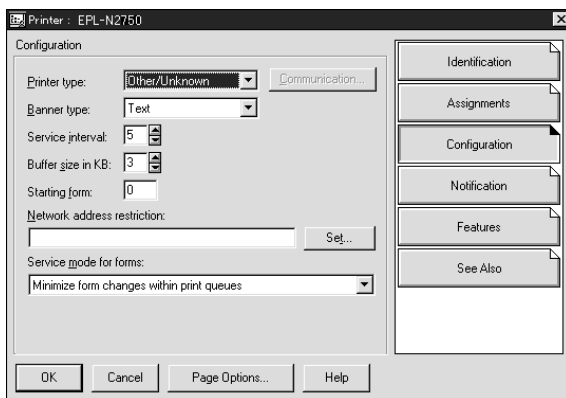 Printer : EPL-N2750
Configuration
Printer type: Other/Unknown Communication...
Banner type: Text
Service interval: 5
Buffer size in KB: 3
Starting form: 0
Network address restriction:
Set...
Service mode for forms:
Minimize form changes within print queues
Identification
Assignments
Configuration
Notification
Features
See Also
OK Cancel Page Options... Help